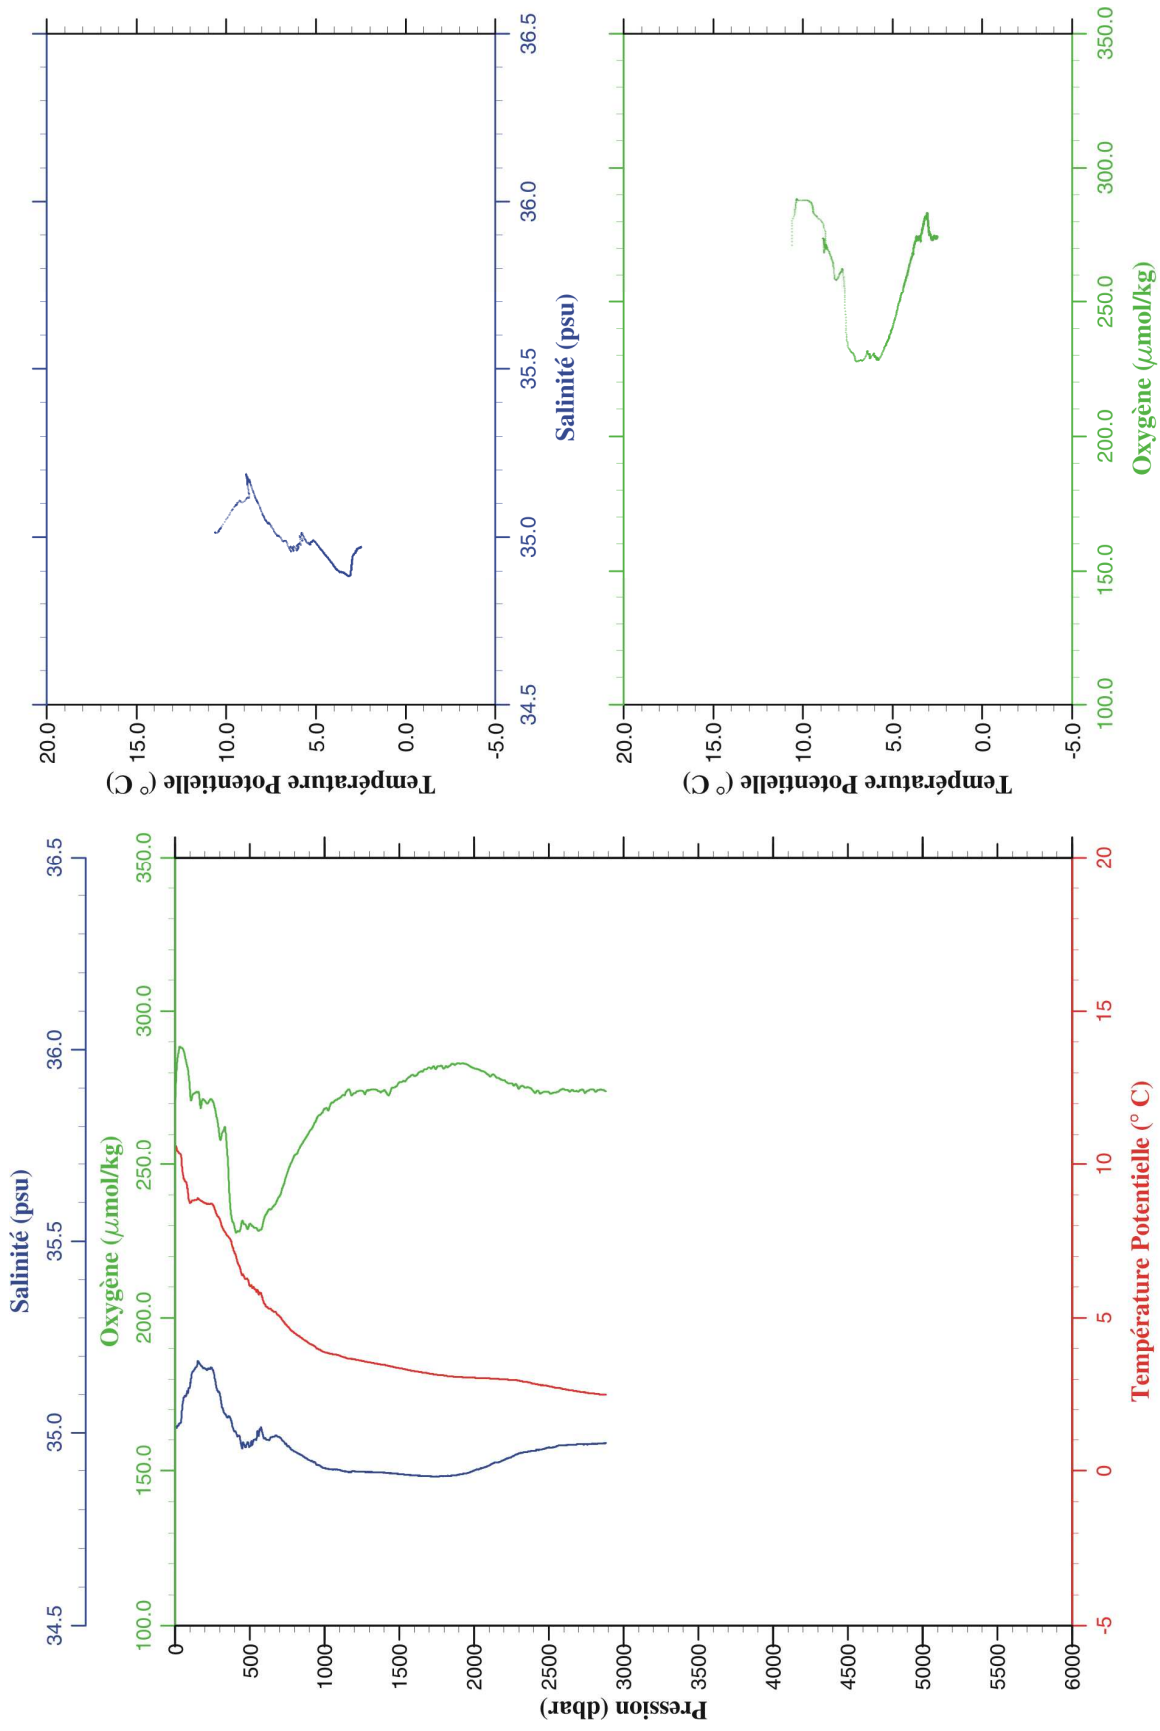 Salinité (psu)
34.5 35.0 35.5 36.0 36.5
Oxygène (μmol/kg)
100.0 150.0 200.0 250.0 300.0 350.0
Pression (dbar)
0
500
1000
1500
2000
2500
3000
3500
4000
4500
5000
5500
6000
-5 0 5 10 15 20
Température Potentielle (° C)
Température Potentielle (° C)
20.0
15.0
10.0
5.0
0.0
-5.0
34.5 35.0 35.5 36.0 36.5
Salinité (psu)
Température Potentielle (° C)
20.0
15.0
10.0
5.0
0.0
-5.0
100.0 150.0 200.0 250.0 300.0 350.0
Oxygène (μmol/kg)